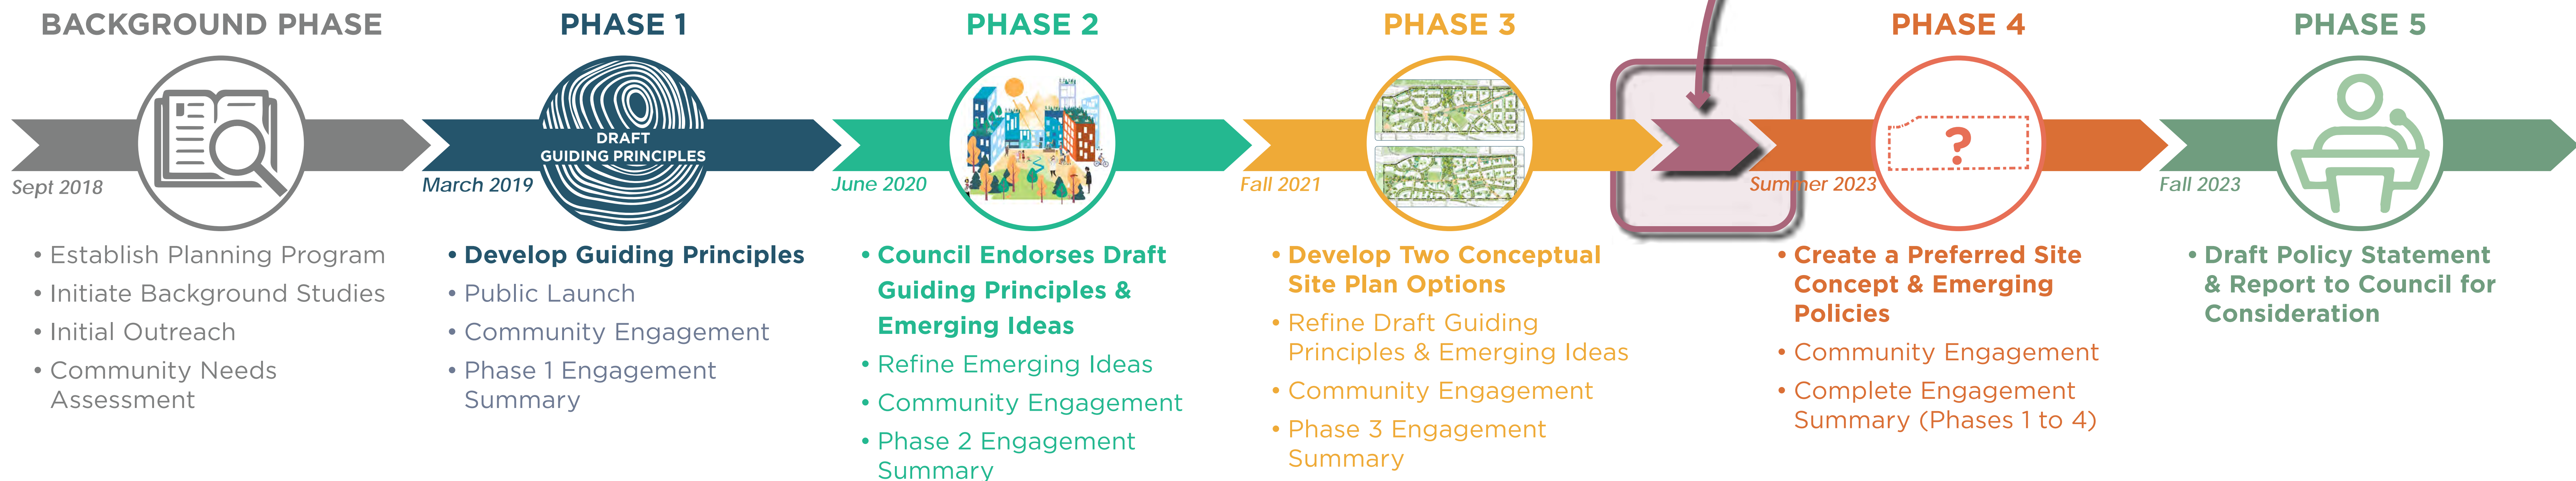 BACKGROUND PHASE
Sept 2018
• Establish Planning Program
• Initiate Background Studies
• Initial Outreach
• Community Needs
Assessment
PHASE 1
DRAFT
GUIDING PRINCIPLES
March 2019
• Develop Guiding Principles
• Public Launch
• Community Engagement
• Phase 1 Engagement
Summary
PHASE 2
June 2020
• Council Endorses Draft
Guiding Principles &
Emerging Ideas
• Refine Emerging Ideas
• Community Engagement
• Phase 2 Engagement
Summary
PHASE 3
Fall 2021
• Develop Two Conceptual
Site Plan Options
• Refine Draft Guiding
Principles & Emerging Ideas
• Community Engagement
• Phase 3 Engagement
Summary
PHASE 4
?
Summer 2023
• Create a Preferred Site
Concept & Emerging
Policies
• Community Engagement
• Complete Engagement
Summary (Phases 1 to 4)
PHASE 5
Fall 2023
• Draft Policy Statement
& Report to Council for
Consideration